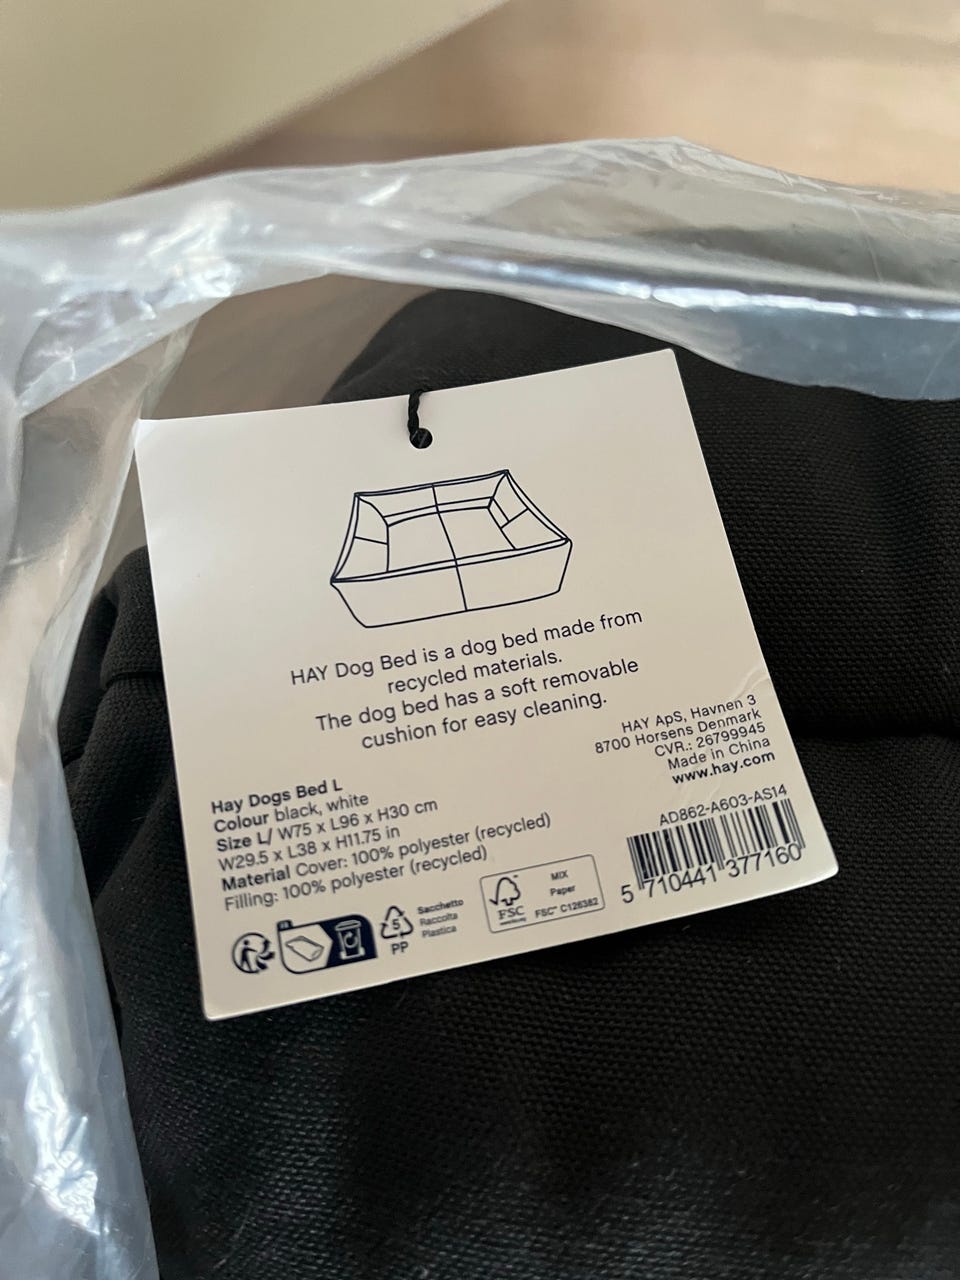 HAY Dog Bed is a dog bed made from
recycled materials.
The dog bed has a soft removable
cushion for easy cleaning.
HAY ApS, Havnen 3
8700 Horsens Denmark
CVR.: 26799945
Made in China
www.hay.com
Hay Dogs Bed L
Colour black, white
Size L/ W75 x L96 x H30 cm
W29.5 x L38 x H11.75 in
Material Cover: 100% polyester (recycled)
Filling: 100% polyester (recycled)
AD862-A603-AS14
5 710441 377160
FR
5
PP
Sacchetto
Raccolta
Plastica
FSC
MIX
Paper
FSC™ C126382